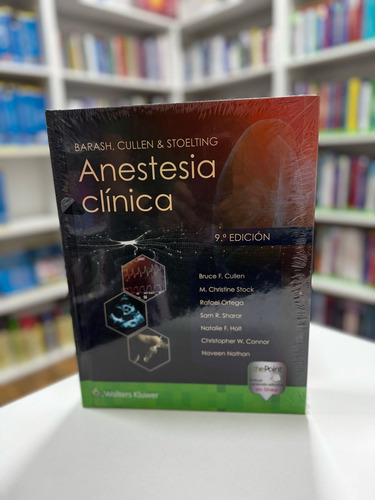 BARASH, CULLEN & STOELTING
Anestesia
clínica
9.ª EDICIÓN
Bruce F. Cullen
M. Christine Stock
Rafael Ortega
Sam R. Sharar
Natalie F. Holt
Christopher W. Connor
Naveen Nathan
thePoint
Wolters Kluwer